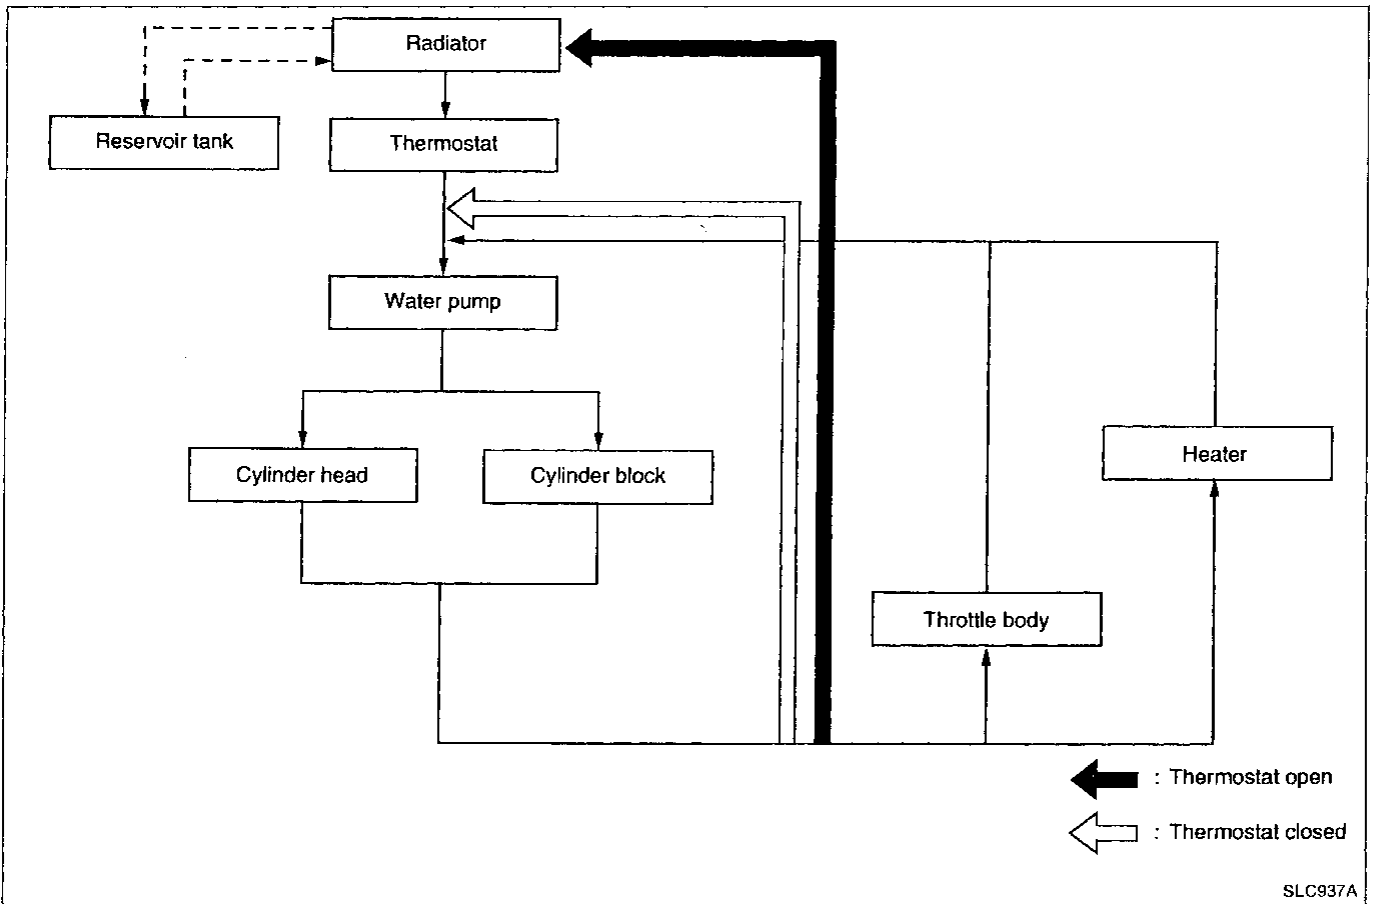 Radiator
Reservoir tank
Thermostat
Water pump
Cylinder head
Cylinder block
Heater
Throttle body
: Thermostat open
: Thermostat closed
SLC937A